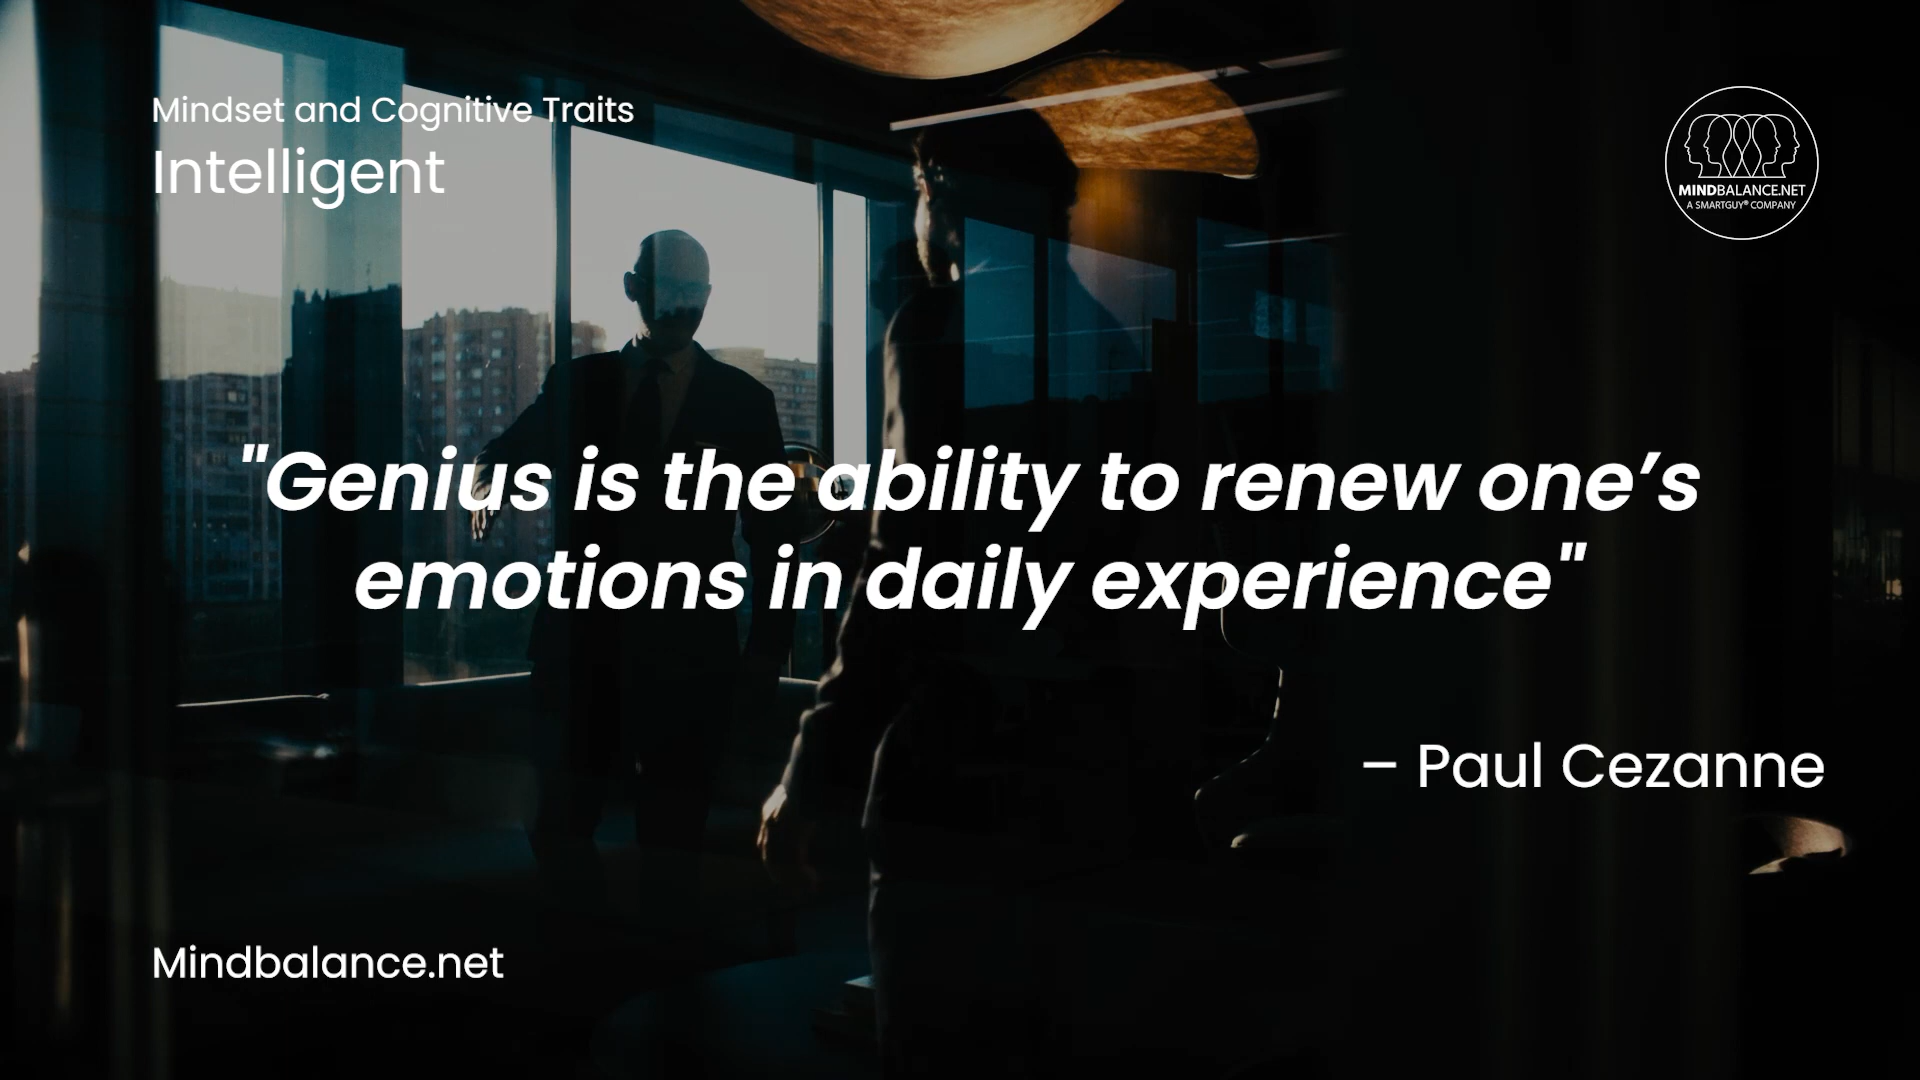 Mindset and Cognitive Traits
Intelligent
MINDBALANCE.NET
A SMARTGUY® COMPANY
"Genius is the ability to renew one’s
emotions in daily experience"
– Paul Cezanne
Mindbalance.net